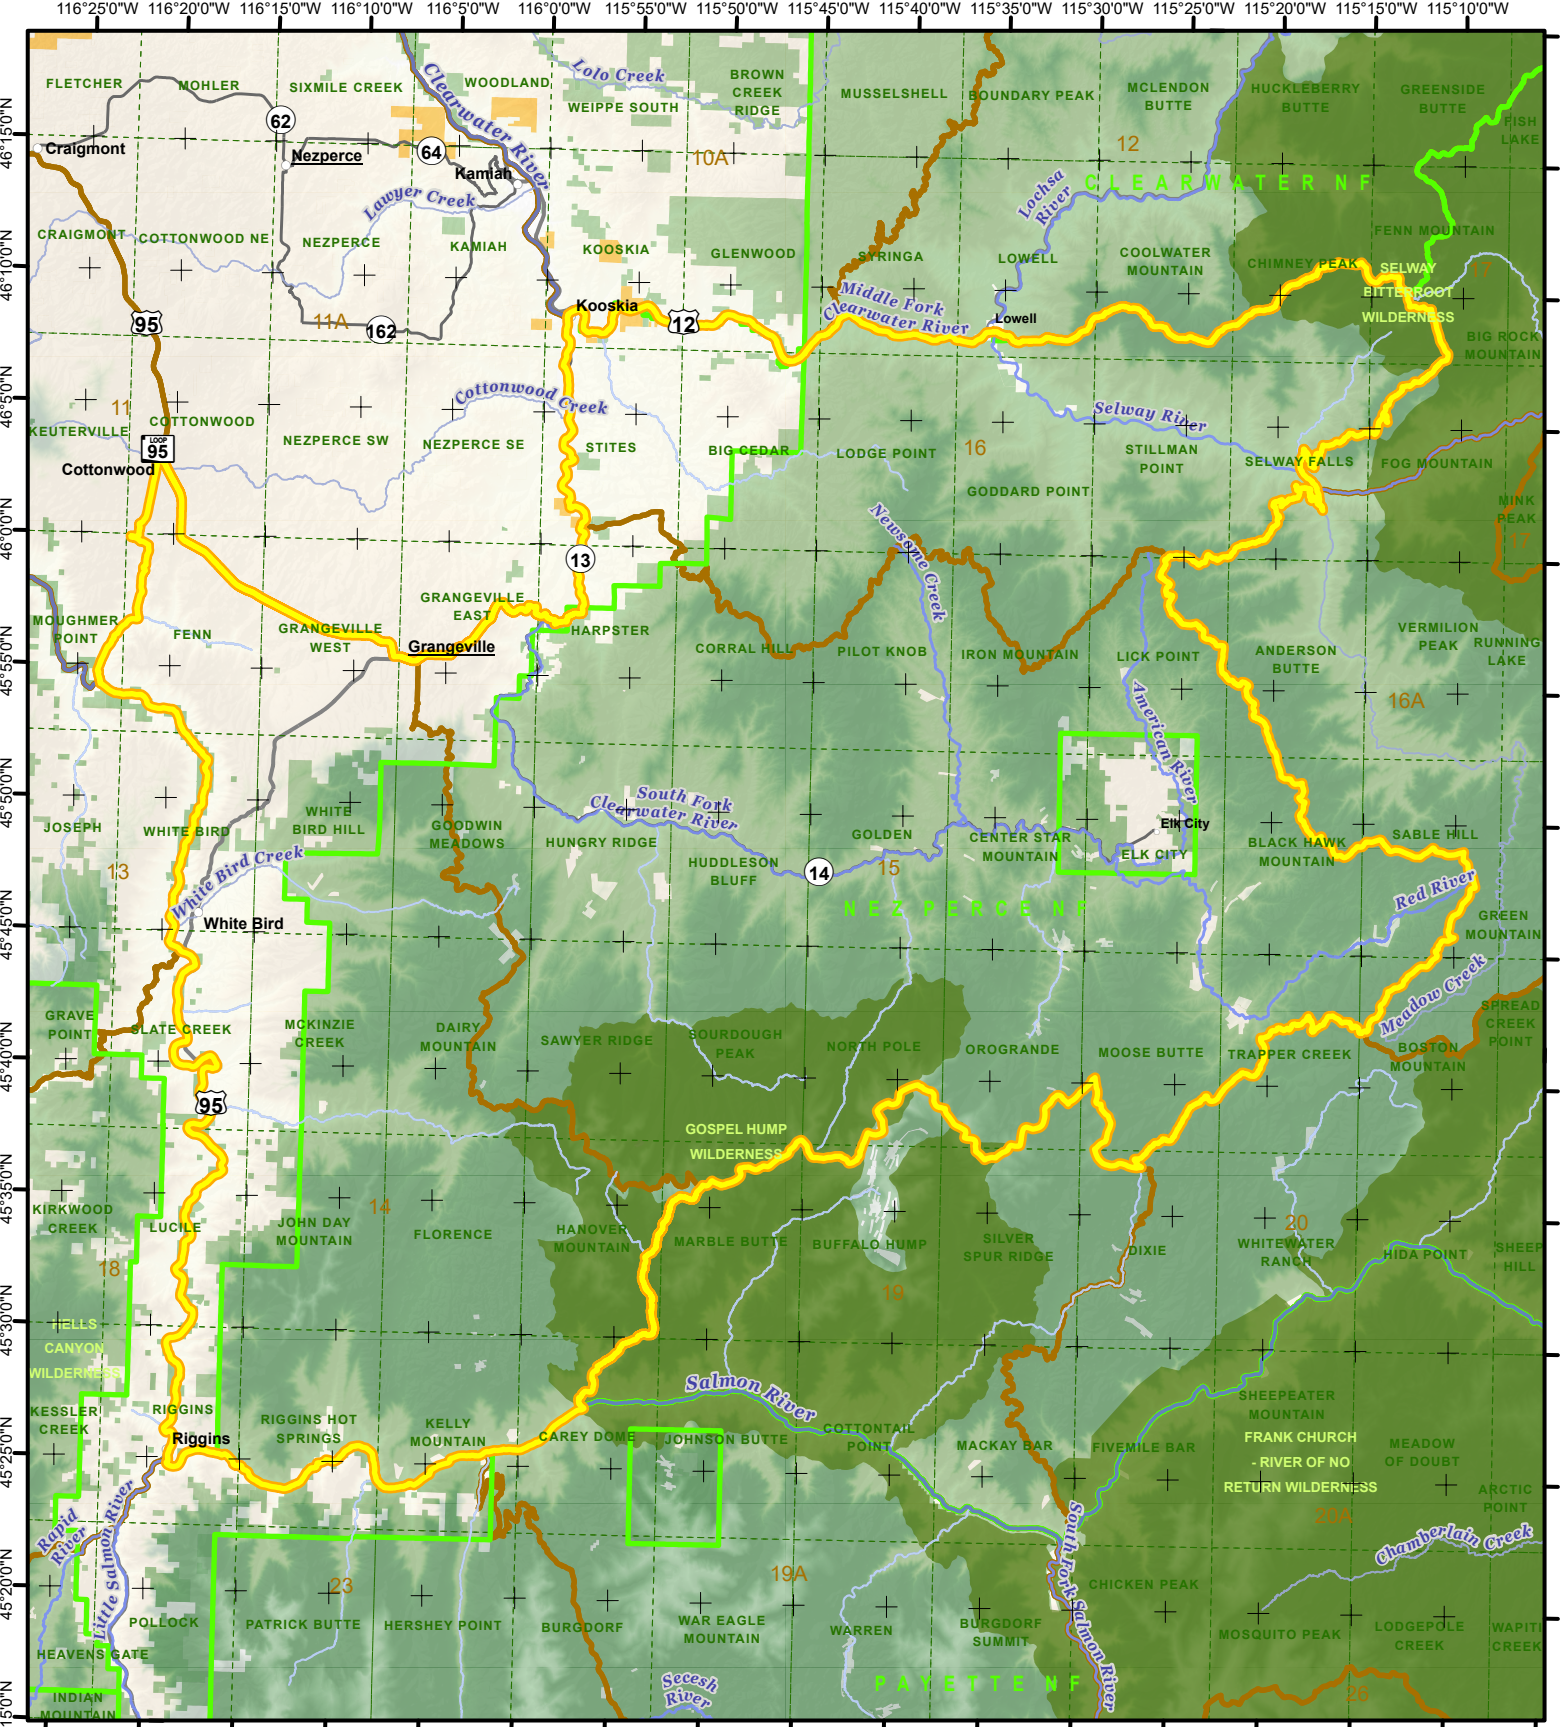 116°25'0"W 116°20'0"W 116°15'0"W 116°10'0"W 116°5'0"W 116°0'0"W 115°55'0"W 115°50'0"W 115°45'0"W 115°40'0"W 115°35'0"W 115°30'0"W 115°25'0"W 115°20'0"W 115°15'0"W 115°10'0"W
46°15'0"N
46°10'0"N
46°5'0"N
46°0'0"N
45°55'0"N
45°50'0"N
45°45'0"N
45°40'0"N
45°35'0"N
45°30'0"N
45°25'0"N
45°20'0"N
15'0"N
FLETCHER
MOHLER
SIXMILE CREEK
WOODLAND
Lolo Creek
WEIPPE SOUTH
BROWN
CREEK
RIDGE
MUSSELSHELL
BOUNDARY PEAK
MCLENDON
BUTTE
HUCKLEBERRY
BUTTE
GREENSIDE
BUTTE
FISH
LAKE
Clearwater River
62
64
Craigmont
Nezperce
Kamiah
10A
12
CLEARWATER NF
Lawyer Creek
Lochsa
River
CRAIGMONT
COTTONWOOD NE
NEZPERCE
KAMIAH
KOOSKIA
GLENWOOD
SYRINGA
LOWELL
COOLWATER
MOUNTAIN
CHIMNEY PEAK
FENN MOUNTAIN
17
SELWAY
BITTERROOT
WILDERNESS
95
11A
162
Kooskia
12
Middle Fork
Clearwater River
Lowell
BIG ROCK
MOUNTAIN
11
Cottonwood Creek
Selway River
KEUTERVILLE
COTTONWOOD
LOOP
95
Cottonwood
NEZPERCE SW
NEZPERCE SE
STITES
BIG CEDAR
LODGE POINT
16
STILLMAN
POINT
SELWAY FALLS
FOG MOUNTAIN
GODDARD POINT
MINK
PEAK
17
Newsome Creek
13
MOUGHMER
POINT
FENN
GRANGEVILLE
WEST
GRANGEVILLE
EAST
Grangeville
HARPSTER
CORRAL HILL
PILOT KNOB
IRON MOUNTAIN
LICK POINT
ANDERSON
BUTTE
VERMILION
PEAK
RUNNING
LAKE
16A
American River
JOSEPH
WHITE BIRD
WHITE
BIRD HILL
GOODWIN
MEADOWS
South Fork
Clearwater River
HUNGRY RIDGE
HUDDLESON
BLUFF
14
GOLDEN
15
CENTER STAR
MOUNTAIN
Elk City
ELK CITY
BLACK HAWK
MOUNTAIN
SABLE HILL
13
White Bird Creek
White Bird
NEZ PERCE NF
Red River
GREEN
MOUNTAIN
Meadow Creek
GRAVE
POINT
SLATE CREEK
MCKINZIE
CREEK
DAIRY
MOUNTAIN
SAWYER RIDGE
SOURDOUGH
PEAK
NORTH POLE
OROGRANDE
MOOSE BUTTE
TRAPPER CREEK
BOSTON
MOUNTAIN
SPREAD
CREEK
POINT
95
GOSPEL HUMP
WILDERNESS
KIRKWOOD
CREEK
LUCILE
JOHN DAY
MOUNTAIN
14
FLORENCE
HANOVER
MOUNTAIN
MARBLE BUTTE
BUFFALO HUMP
SILVER
SPUR RIDGE
DIXIE
20
WHITEWATER
RANCH
HIDA POINT
SHEEP
HILL
18
19
HELLS
CANYON
WILDERNESS
KESSLER
CREEK
RIGGINS
Riggins
RIGGINS HOT
SPRINGS
KELLY
MOUNTAIN
CAREY DOME
Salmon River
JOHNSON BUTTE
COTTONTAIL
POINT
MACKAY BAR
FIVEMILE BAR
SHEEPEATER
MOUNTAIN
FRANK CHURCH
- RIVER OF NO
RETURN WILDERNESS
MEADOW
OF DOUBT
ARCTIC
POINT
20A
Rapid
River
Little Salmon River
South Fork Salmon River
Chamberlain Creek
23
19A
POLLOCK
PATRICK BUTTE
HERSHEY POINT
BURGDORF
WAR EAGLE
MOUNTAIN
WARREN
BURGDORF
SUMMIT
CHICKEN PEAK
MOSQUITO PEAK
LODGEPOLE
CREEK
WAPITI
CREEK
HEAVENS GATE
INDIAN
MOUNTAIN
Secesh
River
PAYETTE NF
26